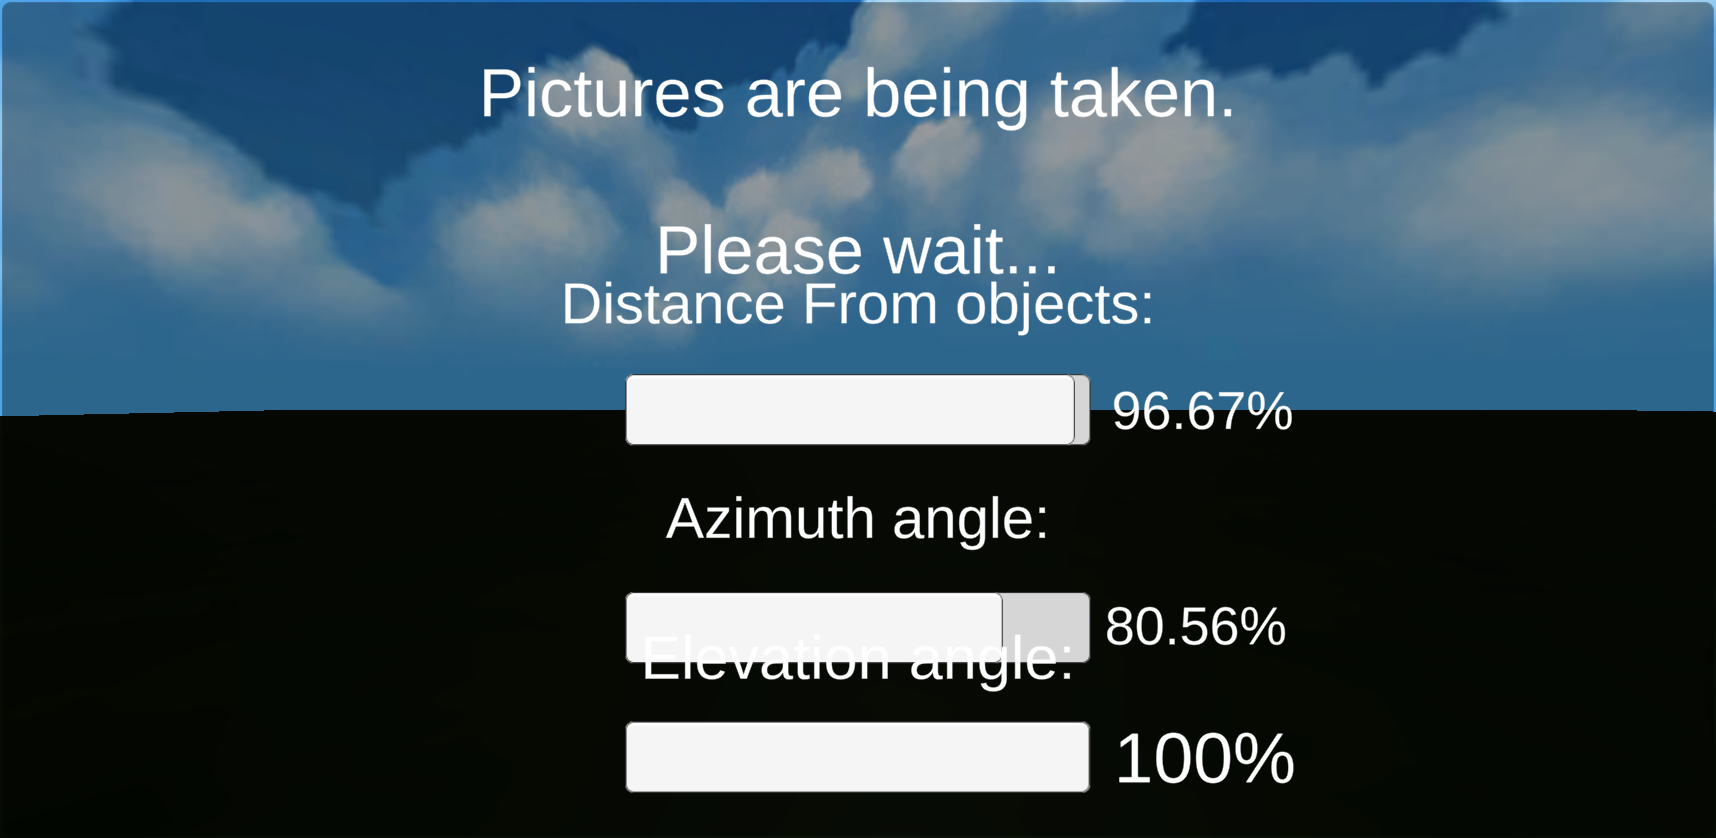 Pictures are being taken.
Please wait...
Distance From objects:
96.67%
Azimuth angle:
80.56%
Elevation angle:
100%